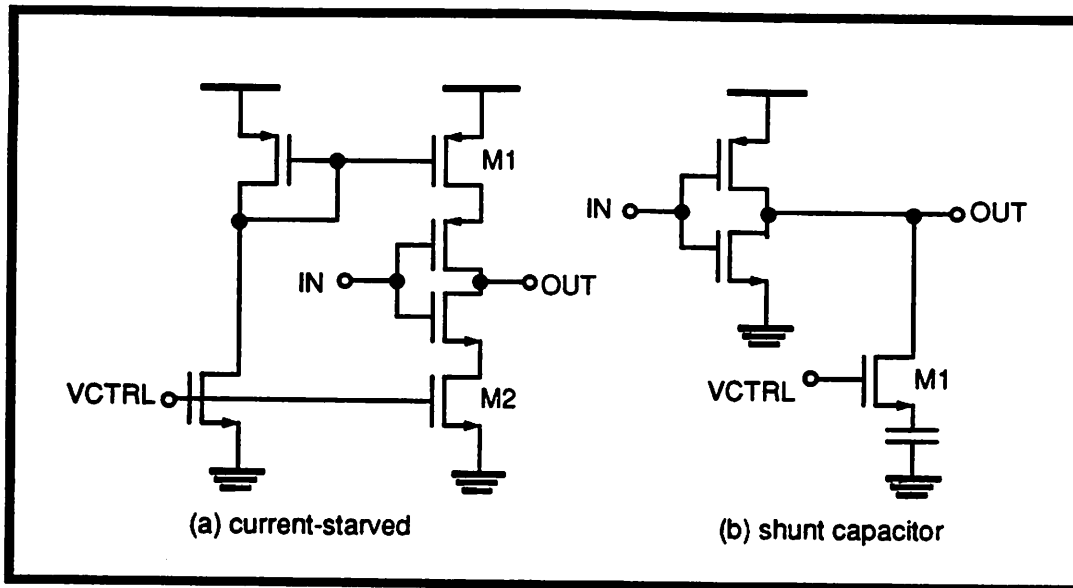 M1
IN
OUT
VCTRL
M2
(a) current-starved
IN
OUT
VCTRL
M1
(b) shunt capacitor